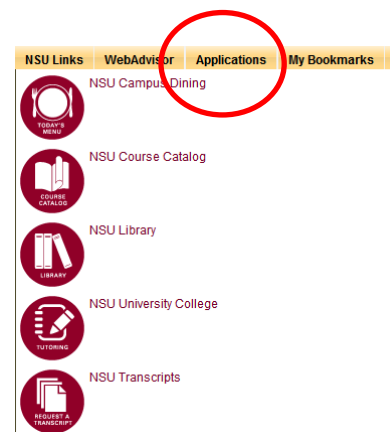 NSU Links WebAdvisor Applications My Bookmarks
NSU Campus Dining
TODAY'S
MENU
NSU Course Catalog
COURSE
CATALOG
NSU Library
LIBRARY
NSU University College
TUTORING
NSU Transcripts
REQUEST A
TRANSCRIPT